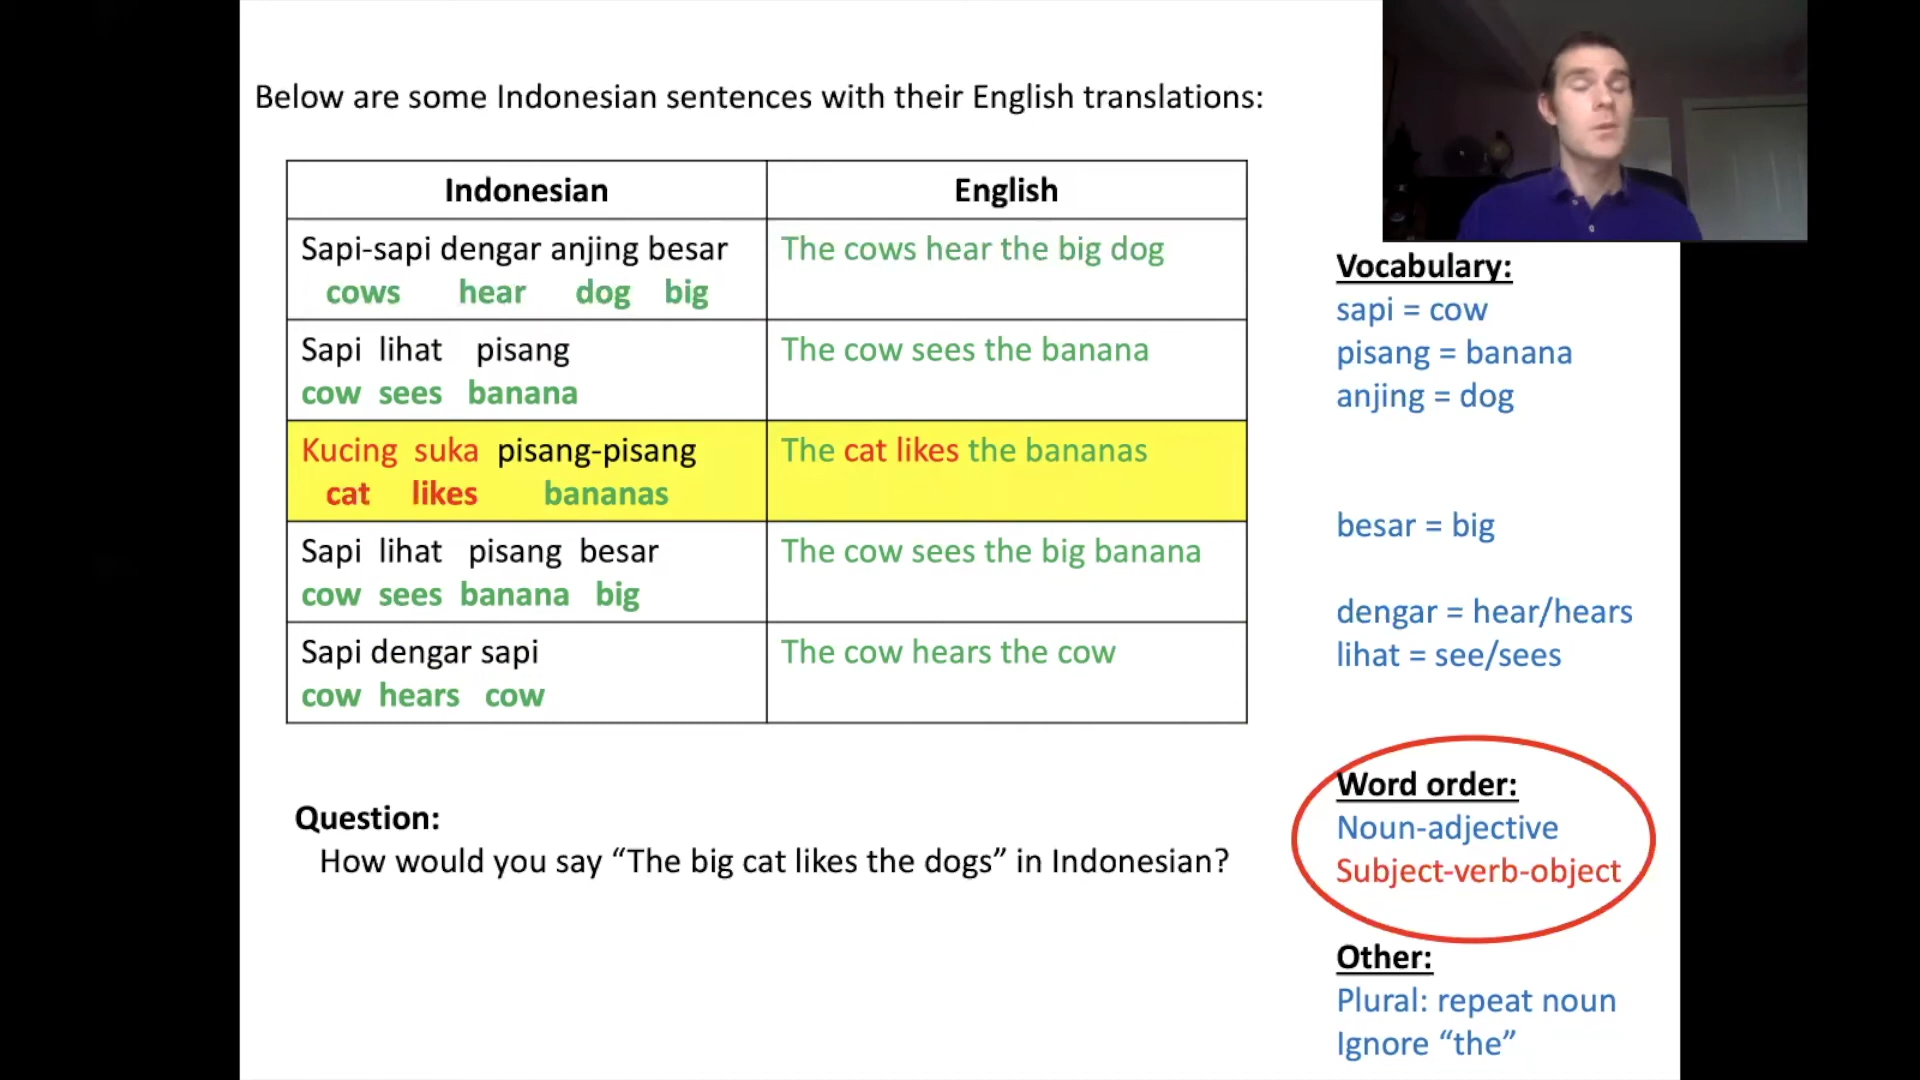 Below are some Indonesian sentences with their English translations:
Indonesian English
Sapi-sapi dengar anjing besar The cows hear the big dog
cows hear dog big
Sapi lihat pisang The cow sees the banana
cow sees banana
Kucing suka pisang-pisang The cat likes the bananas
cat likes bananas
Sapi lihat pisang besar The cow sees the big banana
cow sees banana big
Sapi dengar sapi The cow hears the cow
cow hears cow
Question:
How would you say “The big cat likes the dogs” in Indonesian?
Vocabulary:
sapi = cow
pisang = banana
anjing = dog
besar = big
dengar = hear/hears
lihat = see/sees
Word order:
Noun-adjective
Subject-verb-object
Other:
Plural: repeat noun
Ignore “the”